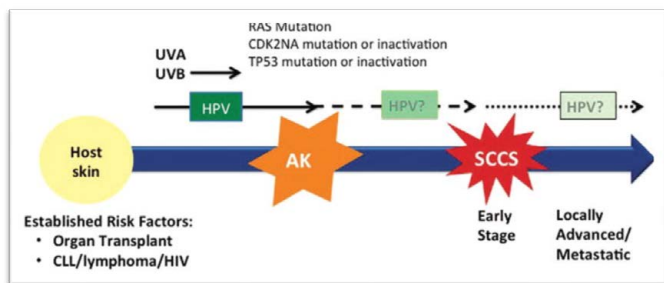 RAS Mutation
CDK2NA mutation or inactivation
TP53 mutation or inactivation
UVA
UVB
HPV
HPV?
HPV?
Host
skin
AK
SCCS
Established Risk Factors:
• Organ Transplant
• CLL/lymphoma/HIV
Early
Stage
Locally
Advanced/
Metastatic